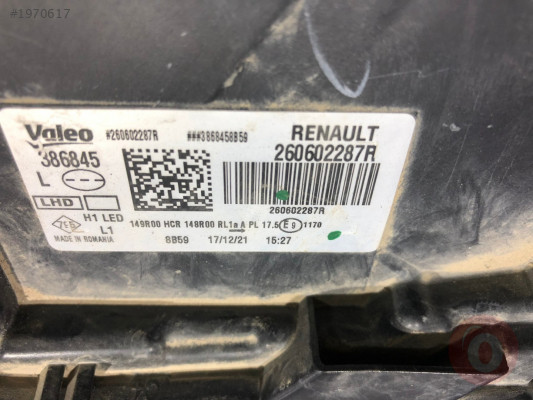 #1970617
Valeo #260602287R ###3868458B59 RENAULT
386845 260602287R
L
LHD 260602287R
H1 LED 149R00 HCR 148R00 RL1a A PL 17.5 E9 1170
L1
MADE IN ROMANIA 8B59 17/12/21 15:27